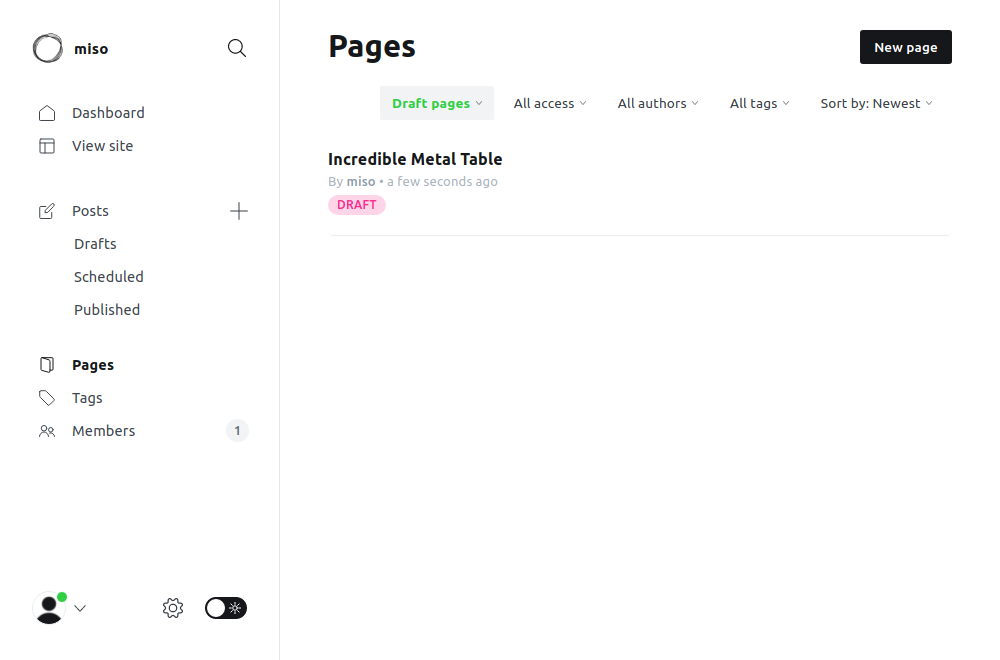 miso
Dashboard
View site
Posts
Drafts
Scheduled
Published
Pages
Tags
Members 1
Pages
New page
Draft pages All access All authors All tags Sort by: Newest
Incredible Metal Table
By miso • a few seconds ago
DRAFT